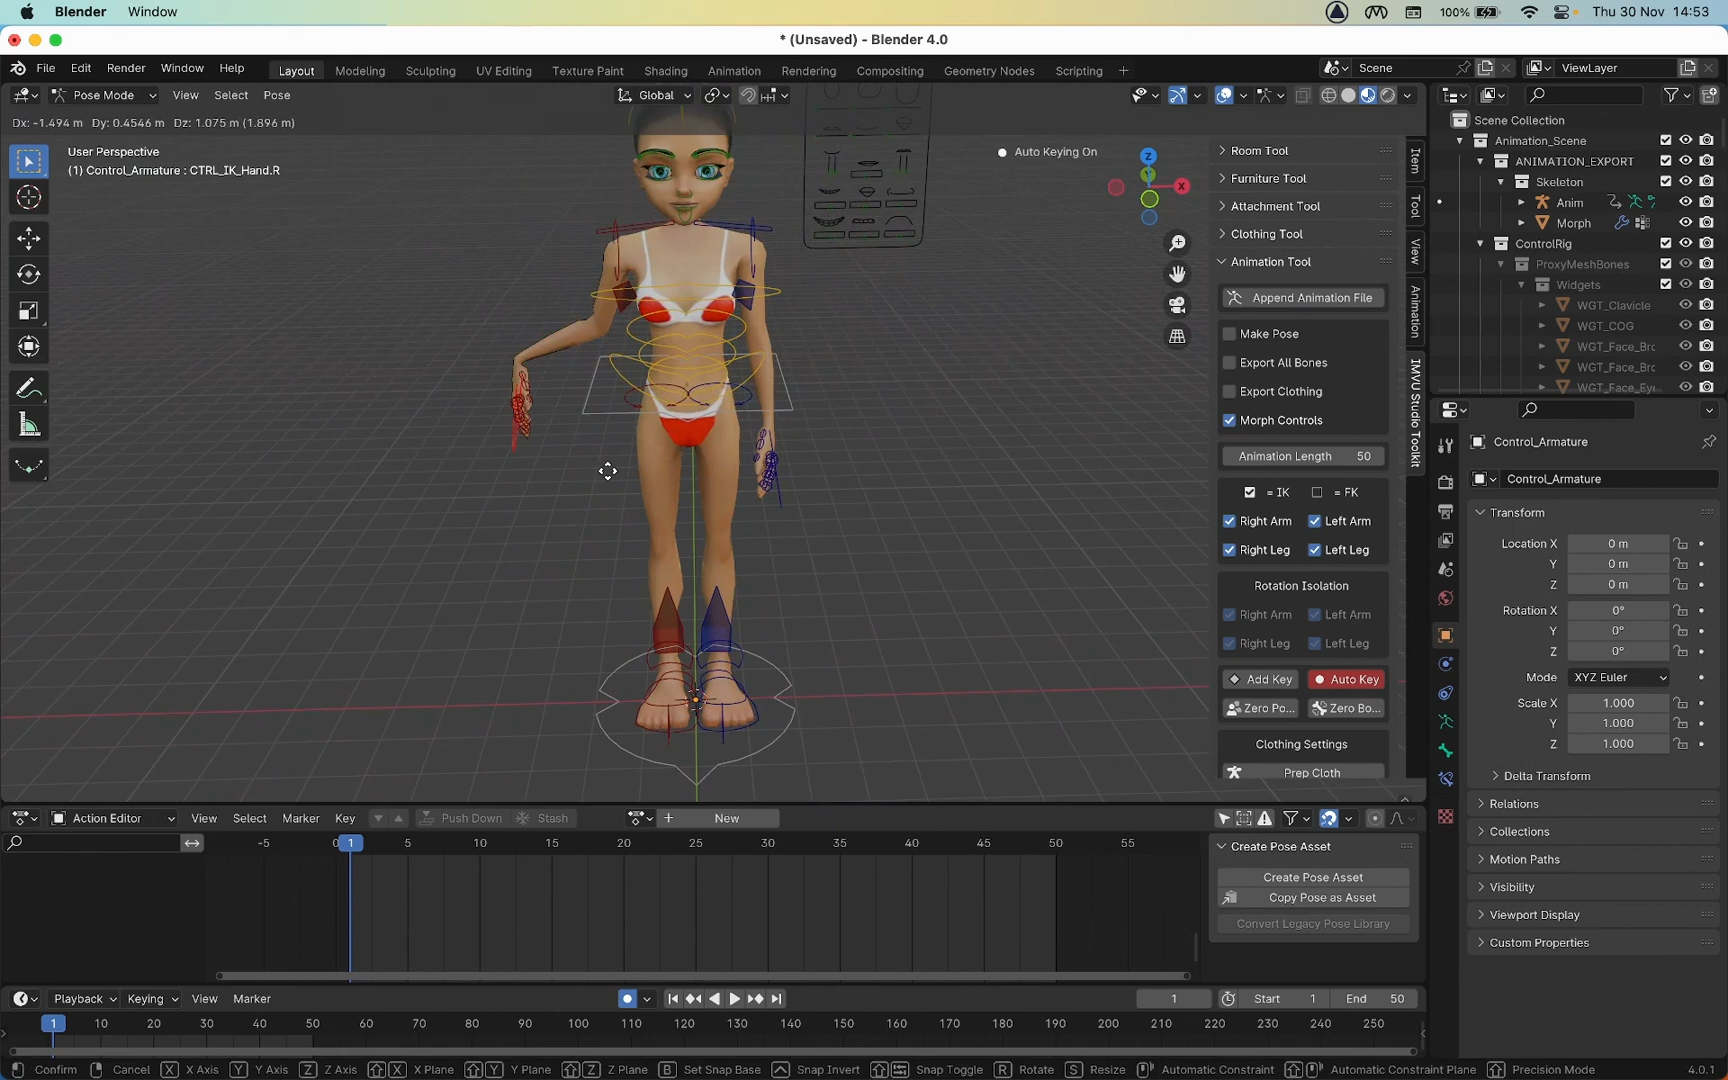 Blender Window 100% Thu 30 Nov 14:53
* (Unsaved) - Blender 4.0
File Edit Render Window Help Layout Modeling Sculpting UV Editing Texture Paint Shading Animation Rendering Compositing Geometry Nodes Scripting + Scene ViewLayer
Pose Mode View Select Pose Global
Dx: -1.494 m Dy: 0.4546 m Dz: 1.075 m (1.896 m)
User Perspective
(1) Control_Armature : CTRL_IK_Hand.R
Auto Keying On
Z
Y
X
Room Tool
Furniture Tool
Attachment Tool
Clothing Tool
Animation Tool
Append Animation File
Make Pose
Export All Bones
Export Clothing
Morph Controls
Animation Length 50
= IK = FK
Right Arm Left Arm
Right Leg Left Leg
Rotation Isolation
Right Arm Left Arm
Right Leg Left Leg
Add Key Auto Key
Zero Po... Zero Bo...
Clothing Settings
Prep Cloth
Item
Tool
View
Animation
IMVU Studio Toolkit
Scene Collection
Animation_Scene
ANIMATION_EXPORT
Skeleton
Anim
Morph
ControlRig
ProxyMeshBones
Widgets
WGT_Clavicle
WGT_COG
WGT_Face_Brc
WGT_Face_Brc
WGT_Face_Eye
Control_Armature
Control_Armature
Transform
Location X 0 m
Y 0 m
Z 0 m
Rotation X 0°
Y 0°
Z 0°
Mode XYZ Euler
Scale X 1.000
Y 1.000
Z 1.000
Delta Transform
Relations
Collections
Motion Paths
Visibility
Viewport Display
Custom Properties
Action Editor View Select Marker Key Push Down Stash + New
-5 0 1 5 10 15 20 25 30 35 40 45 50 55
Create Pose Asset
Create Pose Asset
Copy Pose as Asset
Convert Legacy Pose Library
Playback Keying View Marker 1 Start 1 End 50
1 10 20 30 40 50 60 70 80 90 100 110 120 130 140 150 160 170 180 190 200 210 220 230 240 250
Confirm Cancel X X Axis Y Y Axis Z Z Axis X X Plane Y Y Plane Z Z Plane B Set Snap Base Snap Invert Snap Toggle R Rotate S Resize Automatic Constraint Automatic Constraint Plane Precision Mode 4.0.1